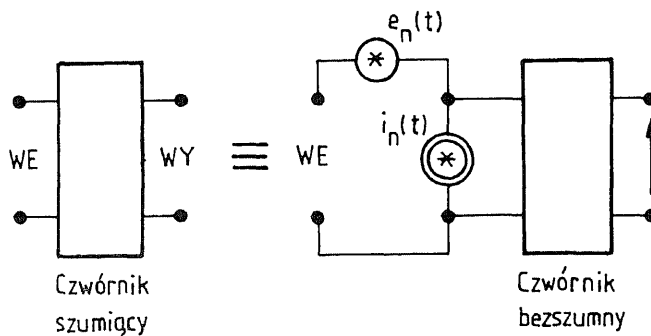 e_n(t)
i_n(t)
WE
WY
≡
WE
Czwórnik
szumiący
Czwórnik
bezszumny